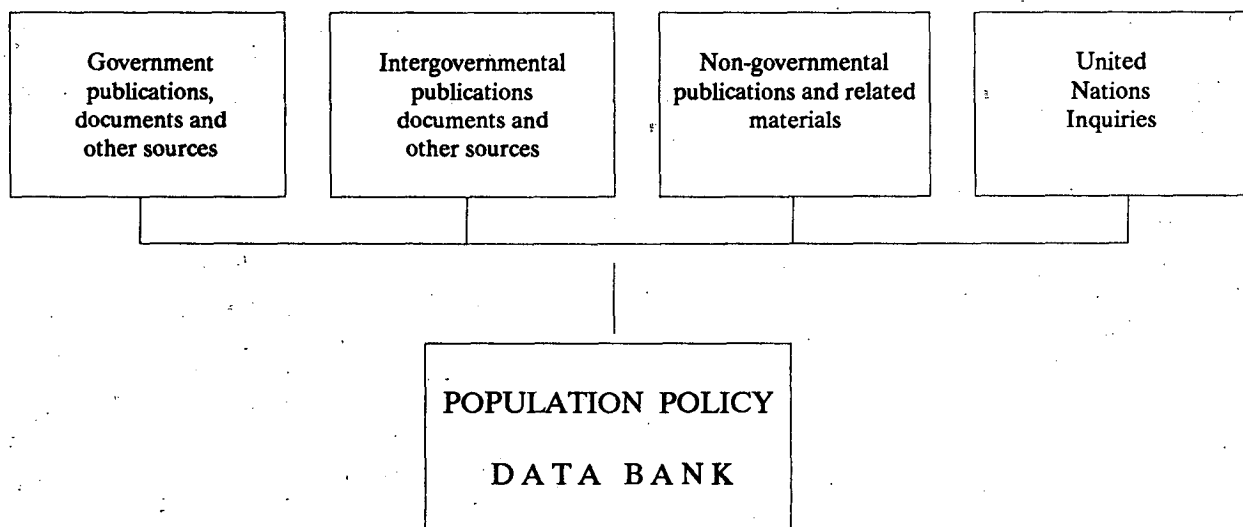 Government
publications,
documents and
other sources
Intergovernmental
publications
documents and
other sources
Non-governmental
publications and related
materials
United
Nations
Inquiries
POPULATION POLICY
DATA BANK